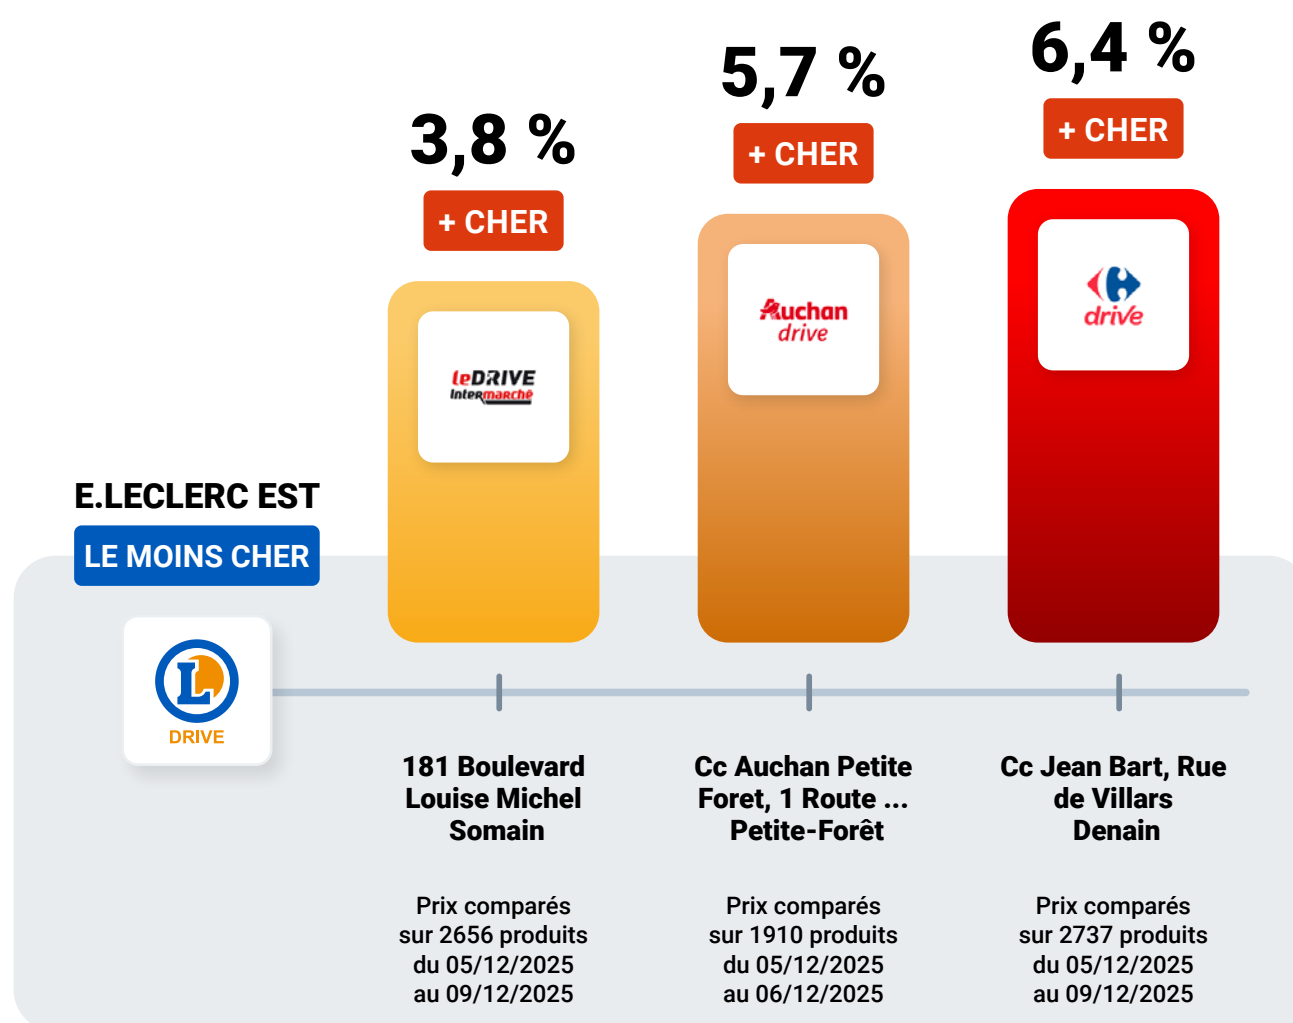 3,8 %
+ CHER
5,7 %
+ CHER
6,4 %
+ CHER
leDRIVE
Intermarché
Auchan
drive
drive
E.LECLERC EST
LE MOINS CHER
L
DRIVE
181 Boulevard
Louise Michel
Somain
Prix comparés
sur 2656 produits
du 05/12/2025
au 09/12/2025
Cc Auchan Petite
Foret, 1 Route ...
Petite-Forêt
Prix comparés
sur 1910 produits
du 05/12/2025
au 06/12/2025
Cc Jean Bart, Rue
de Villars
Denain
Prix comparés
sur 2737 produits
du 05/12/2025
au 09/12/2025